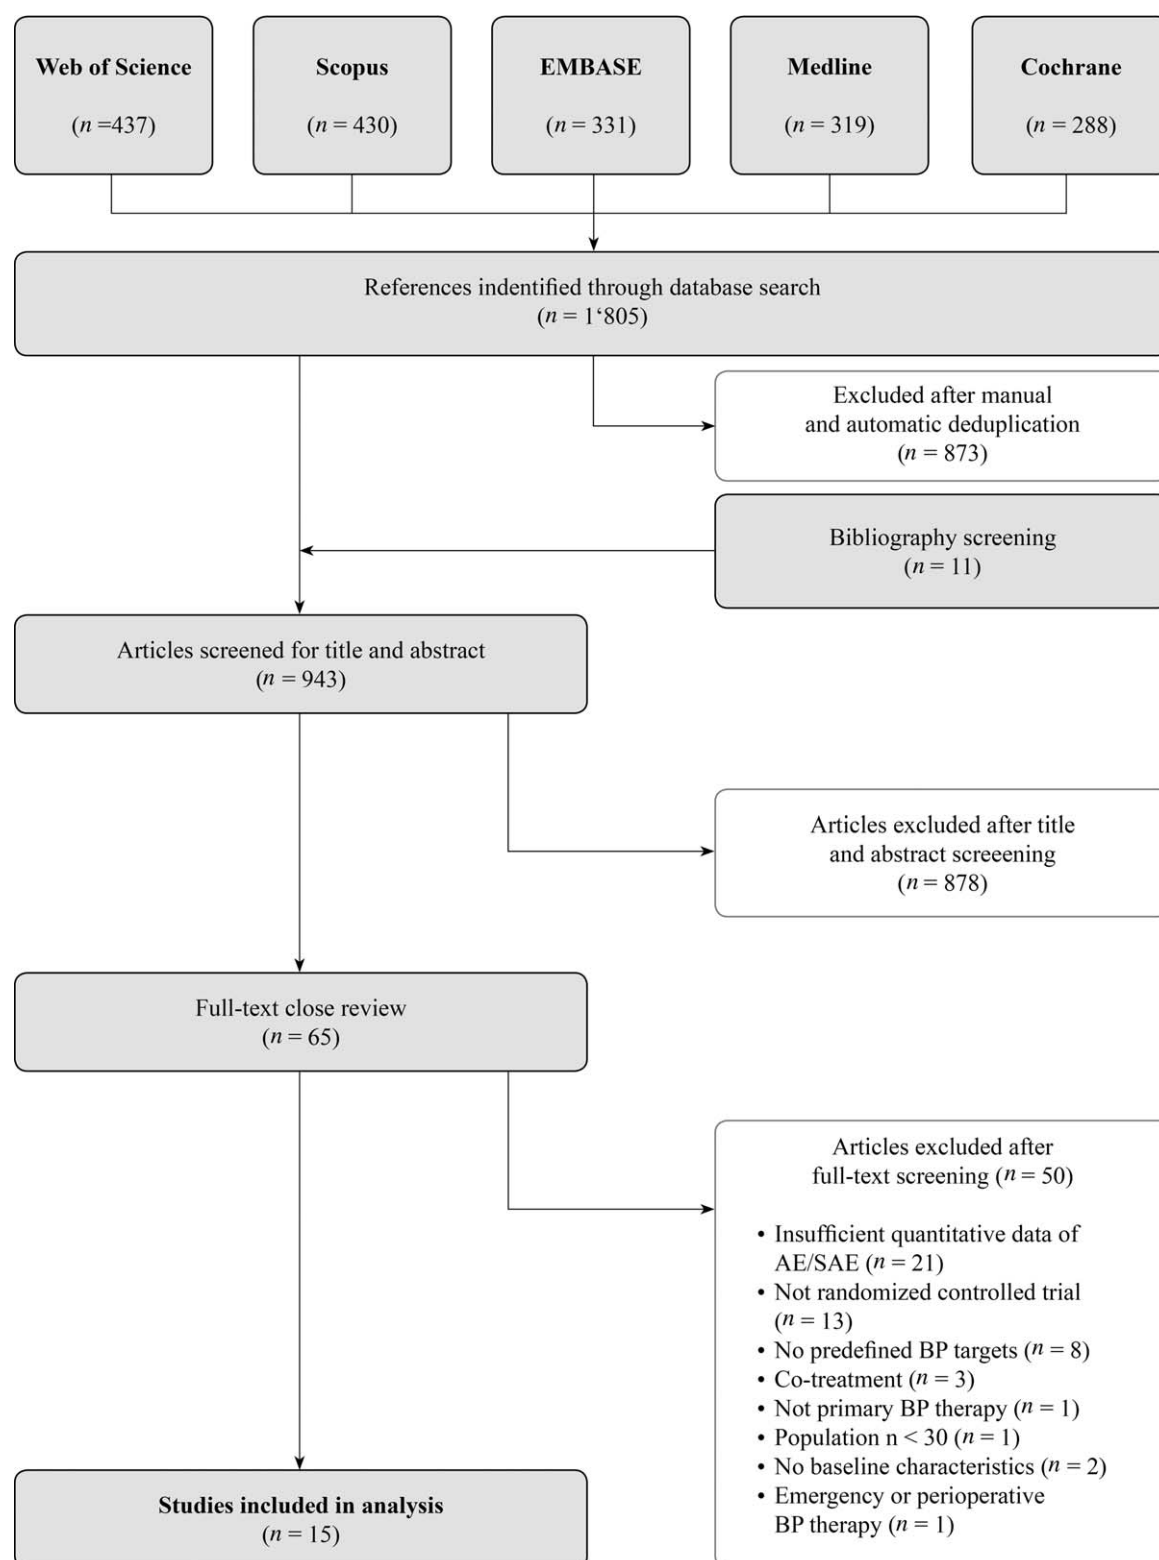 Web of Science
(n =437)
Scopus
(n = 430)
EMBASE
(n = 331)
Medline
(n = 319)
Cochrane
(n = 288)
References indentified through database search
(n = 1‘805)
Excluded after manual
and automatic deduplication
(n = 873)
Bibliography screening
(n = 11)
Articles screened for title and abstract
(n = 943)
Articles excluded after title
and abstract screeening
(n = 878)
Full-text close review
(n = 65)
Articles excluded after
full-text screening (n = 50)
• Insufficient quantitative data of
AE/SAE (n = 21)
• Not randomized controlled trial
(n = 13)
• No predefined BP targets (n = 8)
• Co-treatment (n = 3)
• Not primary BP therapy (n = 1)
• Population n < 30 (n = 1)
• No baseline characteristics (n = 2)
• Emergency or perioperative
BP therapy (n = 1)
Studies included in analysis
(n = 15)